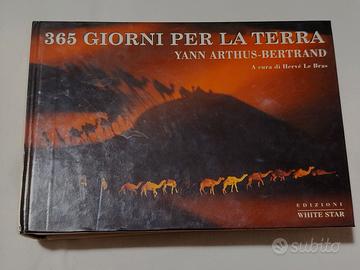 365 GIORNI PER LA TERRA
YANN ARTHUS-BERTRAND
A cura di Hervé Le Bras
EDIZIONI
WHITE STAR
subito